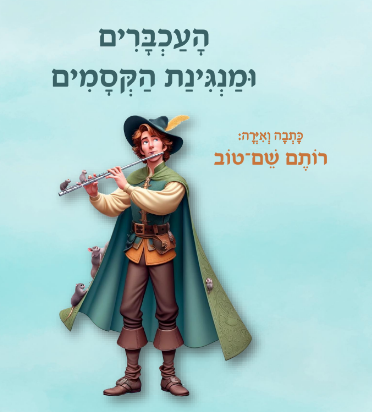 הָעַכְבָּרִים
וּמַנְגִּינַת הַקְּסָמִים
כָּתְבָה וְאִיְּרָה:
רוֹתֶם שֵׁם־טוֹב